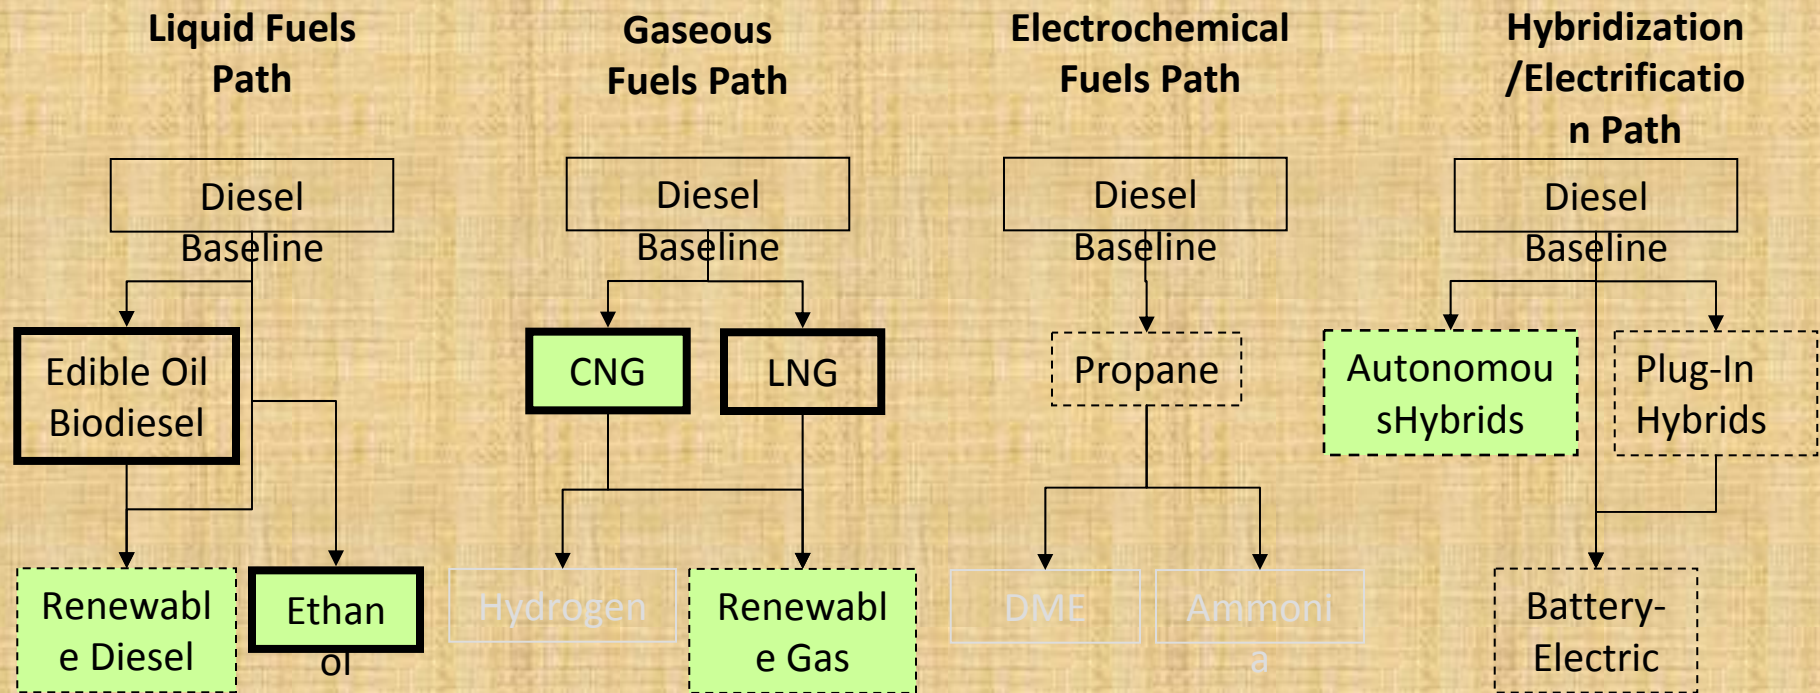 Liquid Fuels
Path
Gaseous
Fuels Path
Electrochemical
Fuels Path
Hybridization
/Electrificatio
n Path
Diesel
Baseline
Diesel
Baseline
Diesel
Baseline
Diesel
Baseline
Edible Oil
Biodiesel
CNG
LNG
Propane
Autonomou
sHybrids
Plug-In
Hybrids
Renewabl
e Diesel
Ethan
ol
Hydrogen
Renewabl
e Gas
DME
Ammoni
a
Battery-
Electric